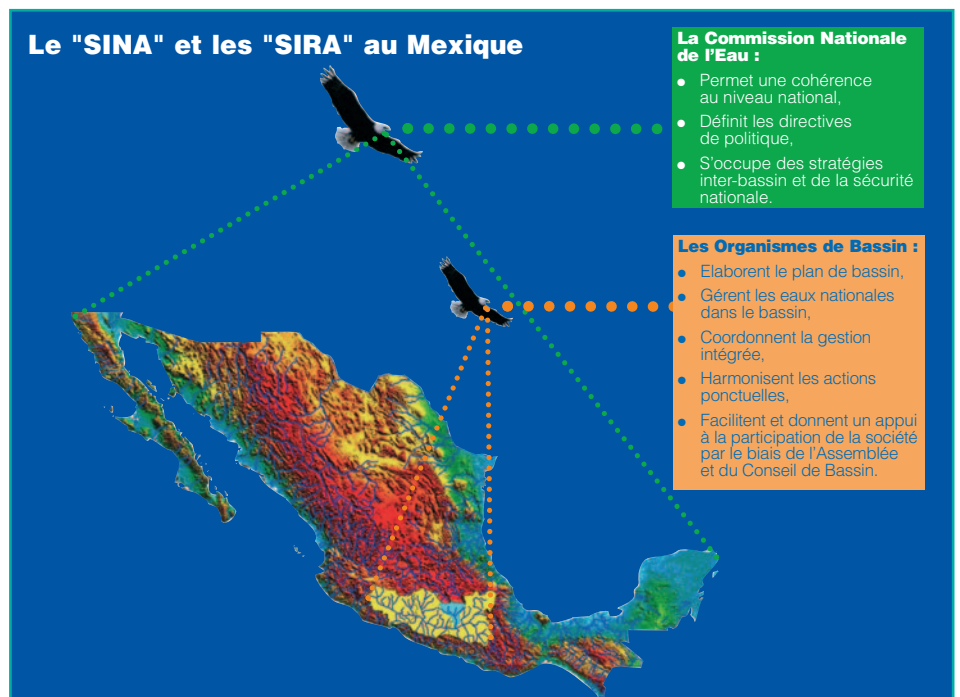 Le "SINA" et les "SIRA" au Mexique
La Commission Nationale
de l'Eau :
● Permet une cohérence
au niveau national,
● Définit les directives
de politique,
● S'occupe des stratégies
inter-bassin et de la sécurité
nationale.
Les Organismes de Bassin :
● Elaborent le plan de bassin,
● Gérent les eaux nationales
dans le bassin,
● Coordonnent la gestion
intégrée,
● Harmonisent les actions
ponctuelles,
● Facilitent et donnent un appui
à la participation de la société
par le biais de l'Assemblée
et du Conseil de Bassin.